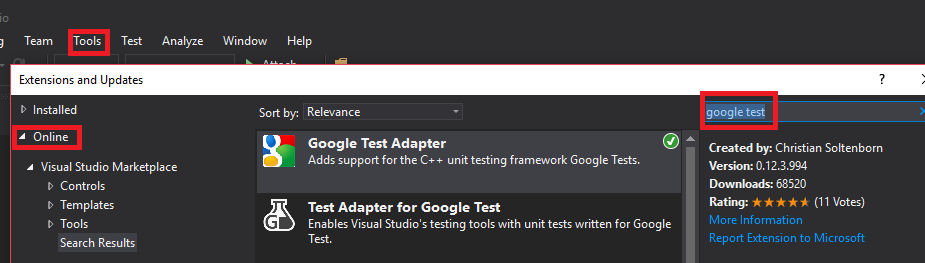 io
g Team Tools Test Analyze Window Help
Attach
Extensions and Updates ?
Installed
Online
Visual Studio Marketplace
Controls
Templates
Tools
Search Results
Sort by: Relevance
Google Test Adapter
Adds support for the C++ unit testing framework Google Tests.
Test Adapter for Google Test
Enables Visual Studio's testing tools with unit tests written for Google
Test.
google test
Created by: Christian Soltenborn
Version: 0.12.3.994
Downloads: 68520
Rating: (11 Votes)
More Information
Report Extension to Microsoft